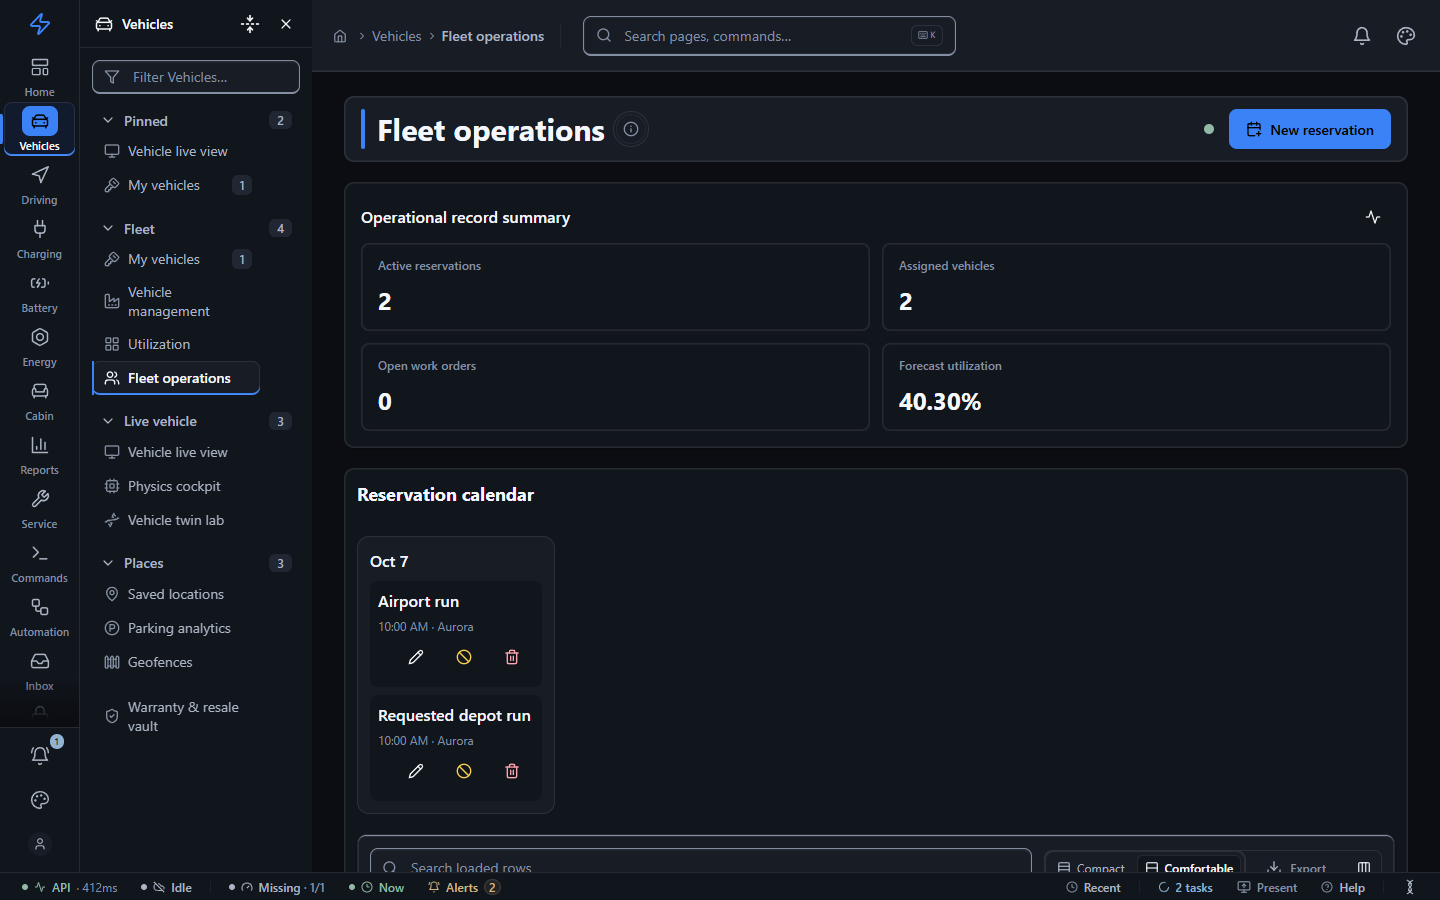 Home
Vehicles
Driving
Charging
Battery
Energy
Cabin
Reports
Service
Commands
Automation
Inbox
1
Vehicles
Filter Vehicles...
Pinned 2
Vehicle live view
My vehicles 1
Fleet 4
My vehicles 1
Vehicle
management
Utilization
Fleet operations
Live vehicle 3
Vehicle live view
Physics cockpit
Vehicle twin lab
Places 3
Saved locations
Parking analytics
Geofences
Warranty & resale
vault
Vehicles Fleet operations
Search pages, commands... K
Fleet operations
New reservation
Operational record summary
Active reservations
2
Assigned vehicles
2
Open work orders
0
Forecast utilization
40.30%
Reservation calendar
Oct 7
Airport run
10:00 AM · Aurora
Requested depot run
10:00 AM · Aurora
Search loaded rows
Compact Comfortable Export
API · 412ms Idle Missing · 1/1 Now Alerts 2 Recent 2 tasks Present Help